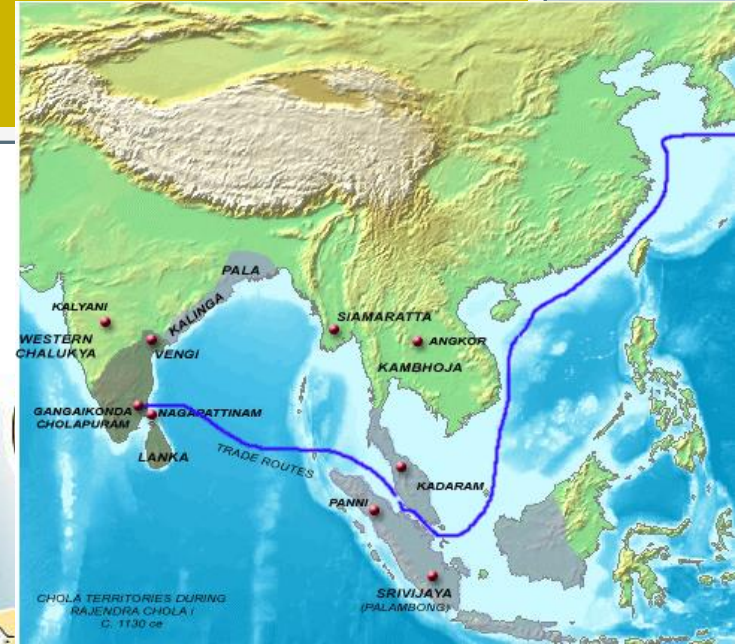 PALA
KALINGA
KALYANI
SIAMARATTA
WESTERN
CHALUKYA
VENGI
ANGKOR
KAMBHOJA
GANGAIKONDA
CHOLAPURAM
NAGAPATTINAM
LANKA
TRADE ROUTES
KADARAM
PANNI
SRIVIJAYA
(PALAMBONG)
CHOLA TERRITORIES DURING
RAJENDRA CHOLA I
C. 1130 ce